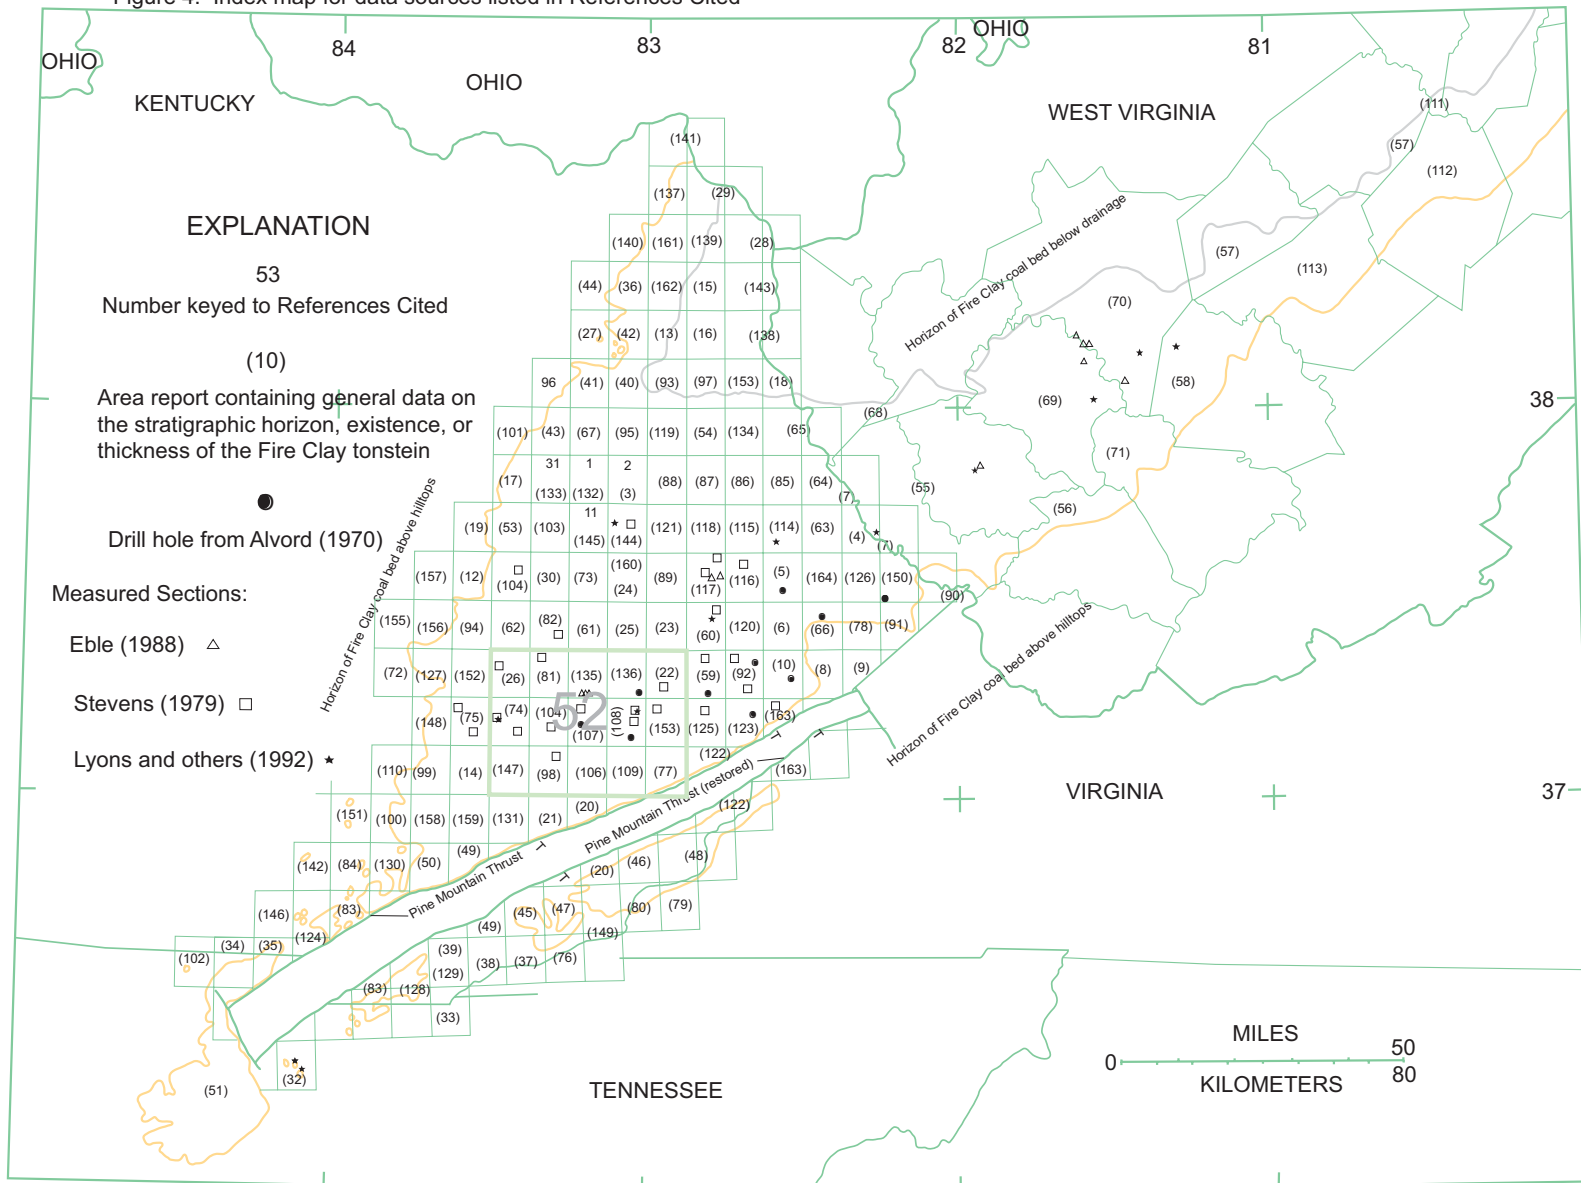 Figure 4. Index map for data sources listed in References Cited
84
83
82
81
OHIO
OHIO
OHIO
KENTUCKY
WEST VIRGINIA
(111)
(57)
(112)
(141)
(137) (29)
EXPLANATION
53
Number keyed to References Cited
(10)
Area report containing general data on
the stratigraphic horizon, existence, or
thickness of the Fire Clay tonstein
Drill hole from Alvord (1970)
Measured Sections:
Eble (1988)
Stevens (1979)
Lyons and others (1992)
Horizon of Fire Clay coal bed above hilltops
Horizon of Fire Clay coal bed below drainage
Horizon of Fire Clay coal bed above hilltops
(140) (161) (139) (28)
(57)
(113)
(44) (36) (162) (15) (143)
(70)
(27) (42) (13) (16) (138)
96 (41) (40) (93) (97) (153) (18)
(58)
(69)
38
(68)
(101) (43) (67) (95) (119) (54) (134) (65)
(71)
31 1 2
(17) (133) (132) (3) (88) (87) (86) (85) (64) (7)
(55)
(56)
11
(19) (53) (103) (145) (144) (121) (118) (115) (114) (63) (4) (7)
(157) (12) (104) (30) (73) (160) (24) (89) (117) (116) (5) (164) (126) (150)
(90)
(155) (156) (94) (62) (82) (61) (25) (23) (60) (120) (6) (66) (78) (91)
(72) (127) (152) (26) (81) (135) (136) (22) (59) (92) (10) (8) (9)
52
(148) (75) (74) (104) (107) (108) (153) (125) (123) (163)
(122)
(110) (99) (14) (147) (98) (106) (109) (77) (163)
VIRGINIA
37
(151) (100) (158) (159) (131) (21) (20) (122)
Pine Mountain Thrust (restored)
Pine Mountain Thrust
(142) (84) (130) (50) (49) (20) (46) (48)
(146) (83) (49) (45) (47) (80) (79)
(102) (34) (35) (124) (39) (38) (37) (76) (149)
(129)
(83) (128)
(33)
(32)
(51)
TENNESSEE
MILES
0 50
KILOMETERS 80